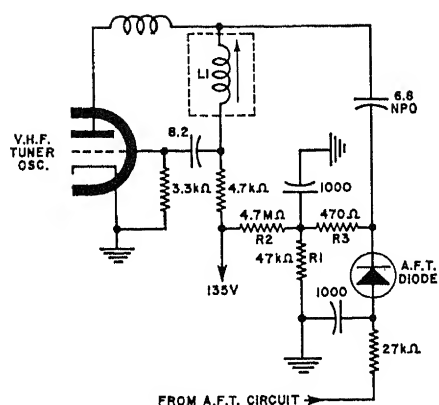 L1
6.8
NPO
V.H.F.
TUNER
OSC.
8.2
3.3kΩ
4.7kΩ
1000
4.7MΩ
R2
470Ω
R3
47kΩ
R1
A.F.T.
DIODE
135V
1000
27kΩ
FROM A.F.T. CIRCUIT